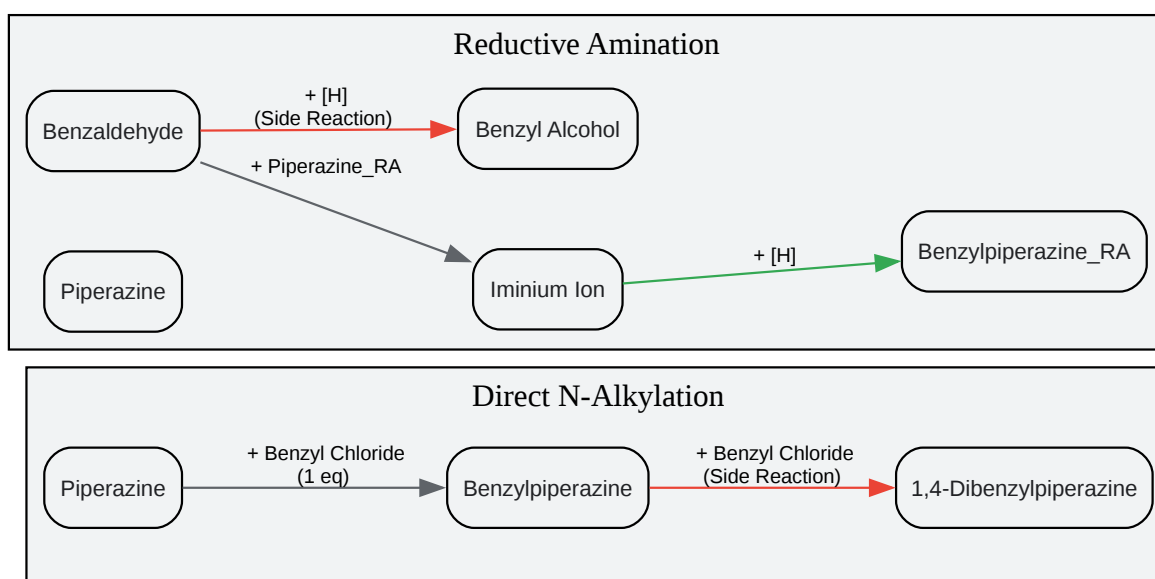 Reductive Amination
Benzaldehyde
+ [H]
(Side Reaction)
Benzyl Alcohol
+ Piperazine_RA
Piperazine
Iminium Ion
+ [H]
Benzylpiperazine_RA
Direct N-Alkylation
Piperazine
+ Benzyl Chloride
(1 eq)
Benzylpiperazine
+ Benzyl Chloride
(Side Reaction)
1,4-Dibenzylpiperazine